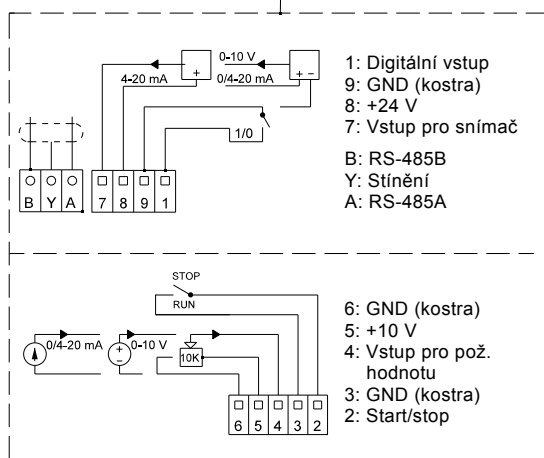 0-10 V
4-20 mA
+
0/4-20 mA
+ -
1/0
B Y A
7 8 9 1
1: Digitální vstup
9: GND (kostra)
8: +24 V
7: Vstup pro snímač
B: RS-485B
Y: Stínění
A: RS-485A
STOP
RUN
0/4-20 mA
+
-
0-10 V
10K
6 5 4 3 2
6: GND (kostra)
5: +10 V
4: Vstup pro pož.
hodnotu
3: GND (kostra)
2: Start/stop